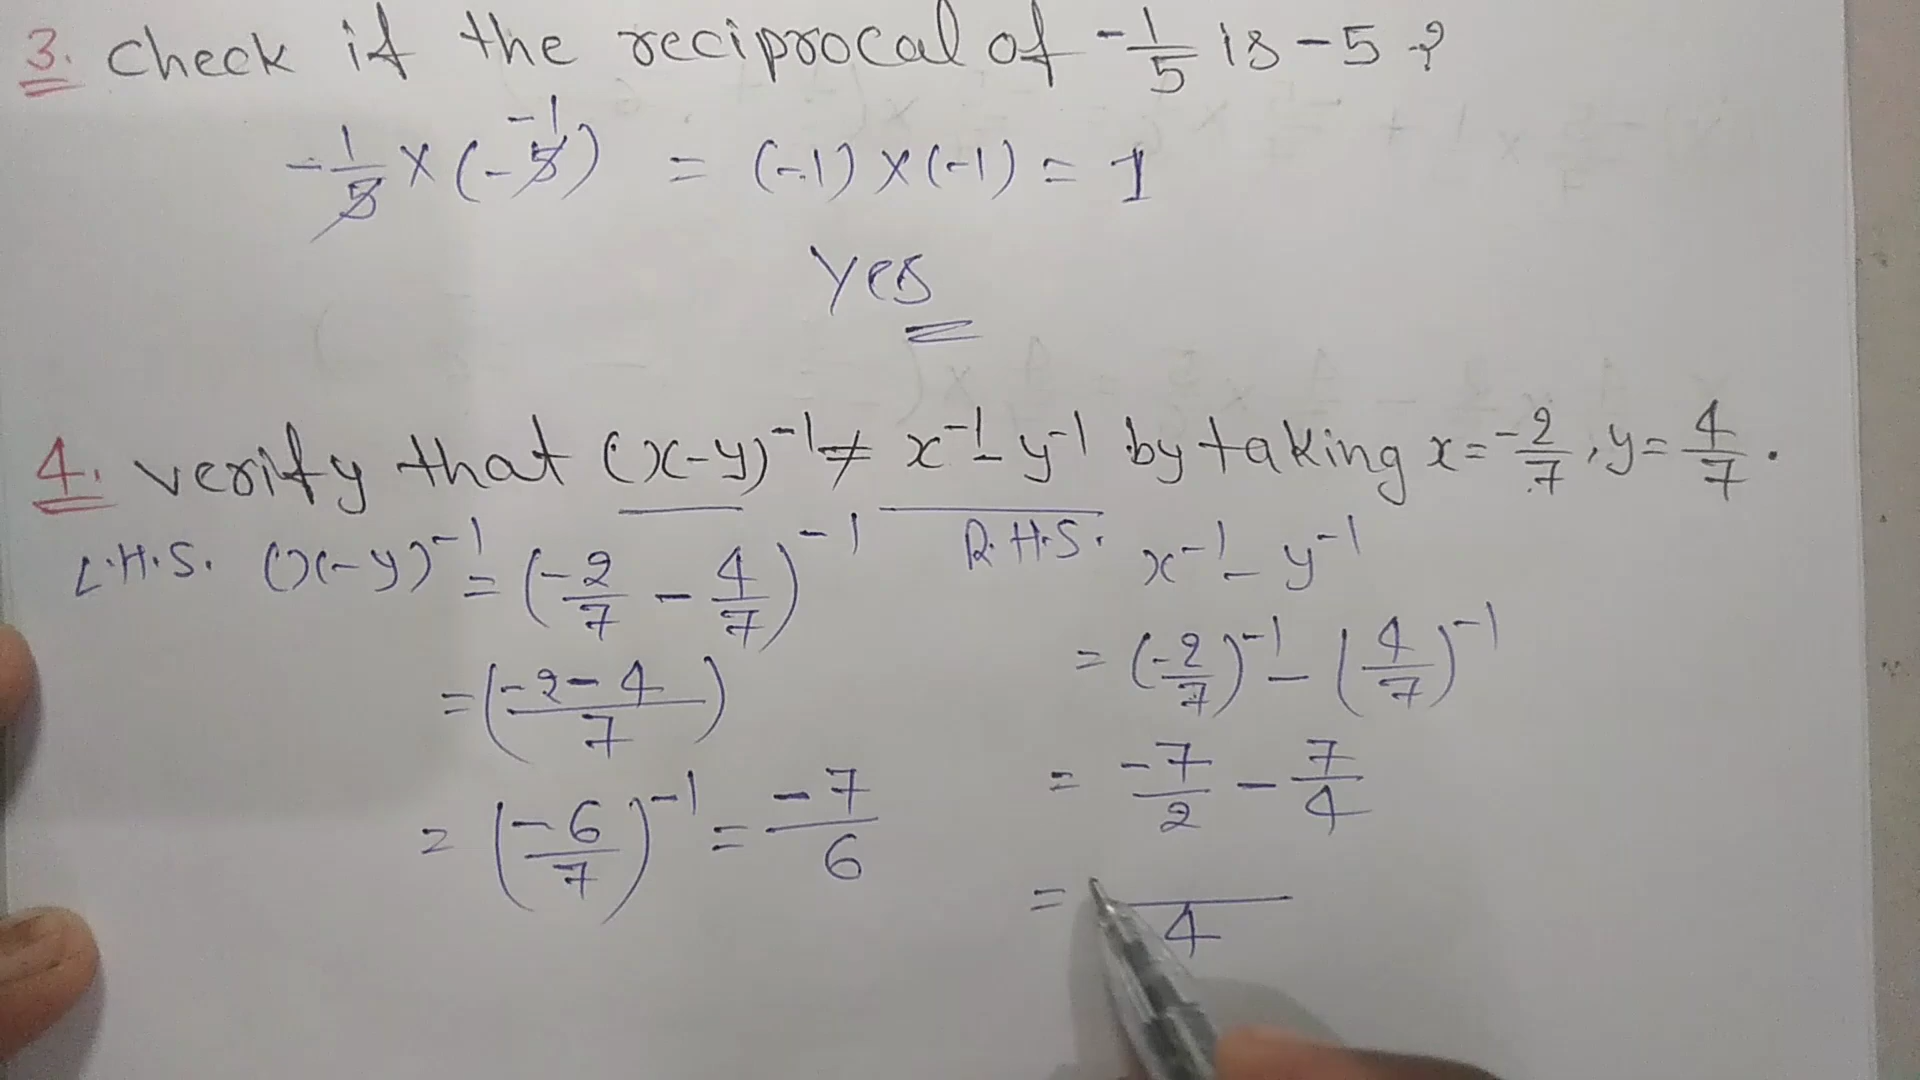 3. Check if the reciprocal of -1/5 is -5 ?
-1/5 × (-5) -1 = (-1) × (-1) = 1
Yes
4. Verify that (x-y)⁻¹ ≠ x⁻¹ - y⁻¹ by taking x = -2/7, y = 4/7.
L.H.S. (x-y)⁻¹ = (-2/7 - 4/7)⁻¹
= (-2-4/7)
= (-6/7)⁻¹ = -7/6
R.H.S. x⁻¹ - y⁻¹
= (-2/7)⁻¹ - (4/7)⁻¹
= -7/2 - 7/4
= /4